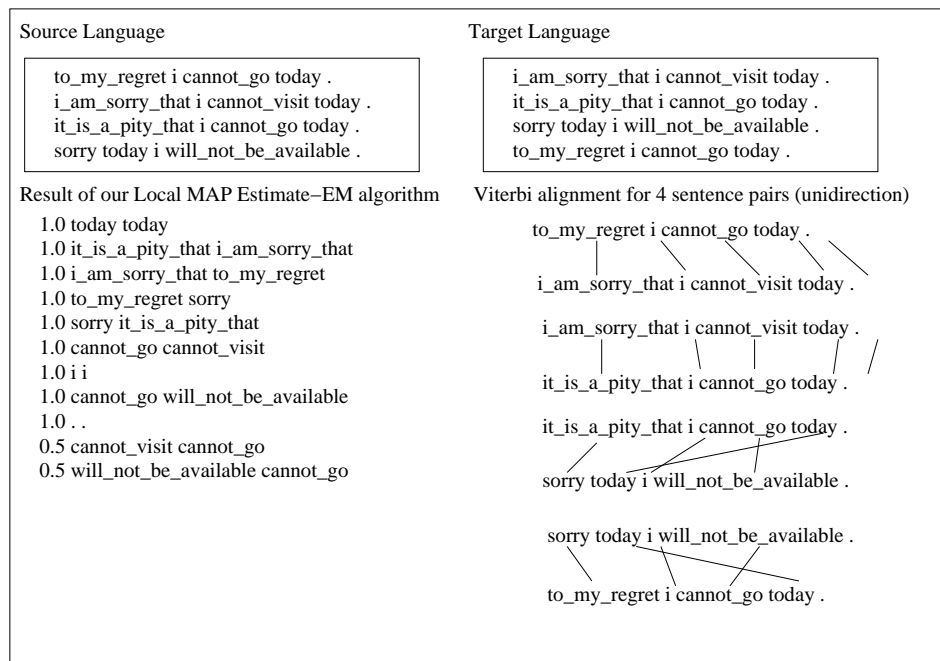 Source Language
to_my_regret i cannot_go today .
i_am_sorry_that i cannot_visit today .
it_is_a_pity_that i cannot_go today .
sorry today i will_not_be_available .
Target Language
i_am_sorry_that i cannot_visit today .
it_is_a_pity_that i cannot_go today .
sorry today i will_not_be_available .
to_my_regret i cannot_go today .
Result of our Local MAP Estimate−EM algorithm
1.0 today today
1.0 it_is_a_pity_that i_am_sorry_that
1.0 i_am_sorry_that to_my_regret
1.0 to_my_regret sorry
1.0 sorry it_is_a_pity_that
1.0 cannot_go cannot_visit
1.0 i i
1.0 cannot_go will_not_be_available
1.0 . .
0.5 cannot_visit cannot_go
0.5 will_not_be_available cannot_go
Viterbi alignment for 4 sentence pairs (unidirection)
to_my_regret i cannot_go today .
i_am_sorry_that i cannot_visit today .
i_am_sorry_that i cannot_visit today .
it_is_a_pity_that i cannot_go today .
it_is_a_pity_that i cannot_go today .
sorry today i will_not_be_available .
sorry today i will_not_be_available .
to_my_regret i cannot_go today .